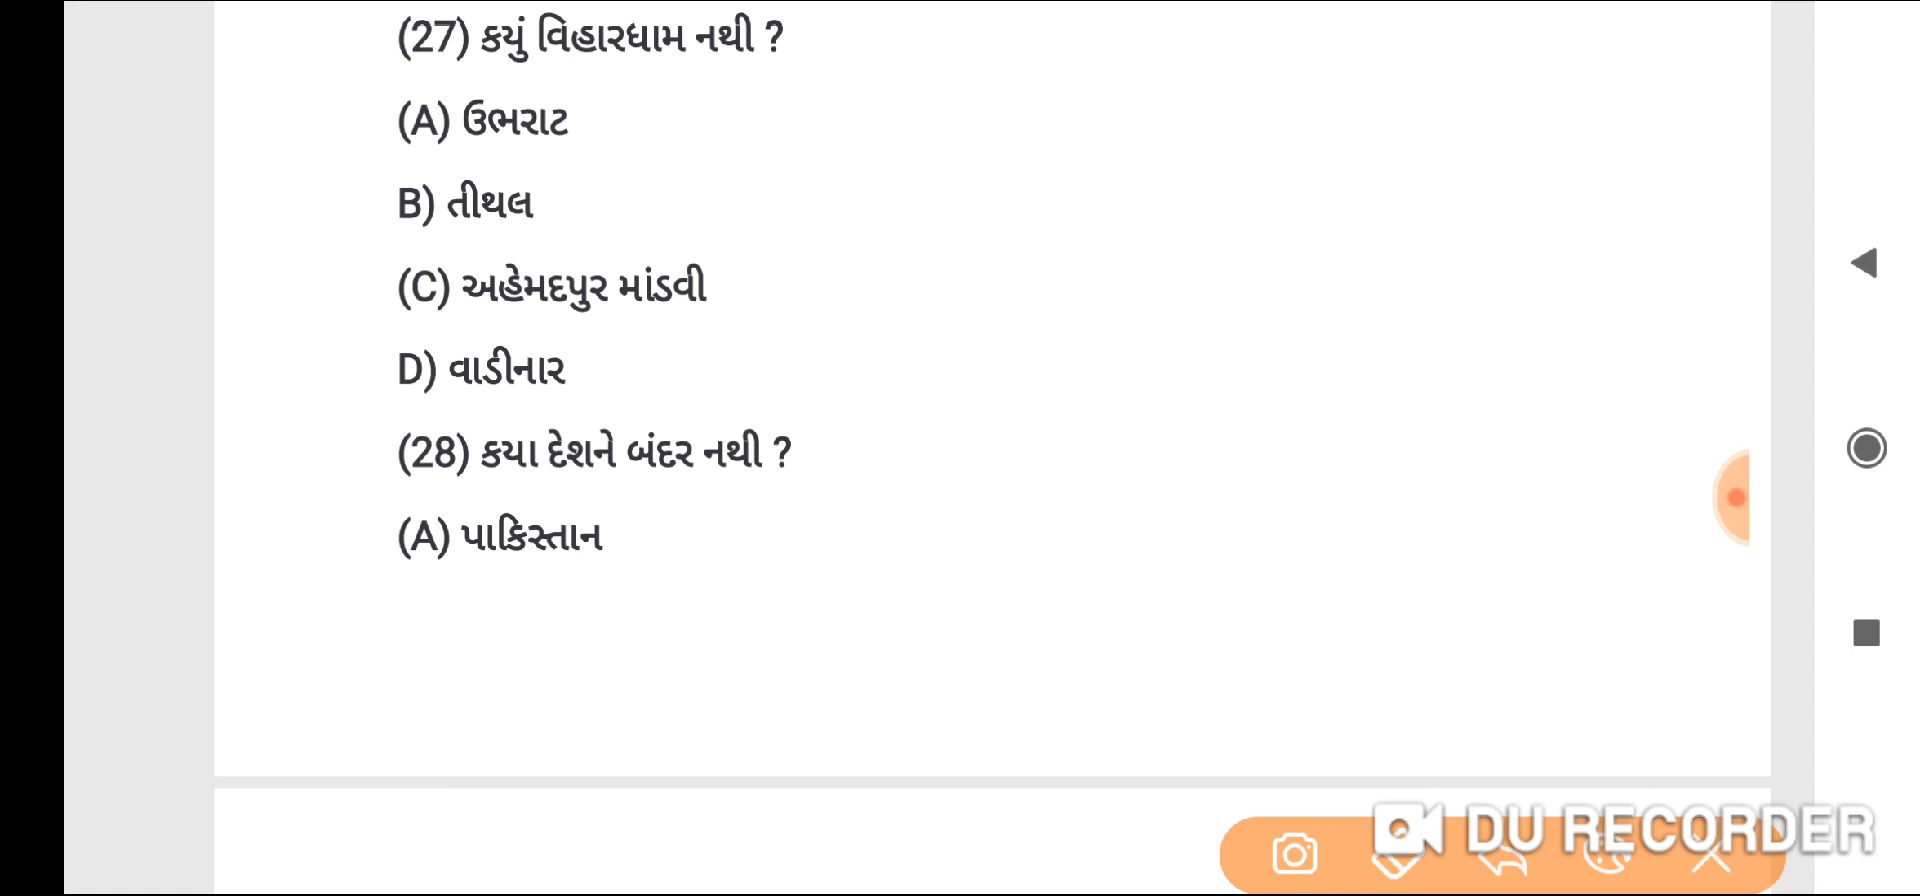 (27) કયું વિહારધામ નથી ?
(A) ઉભરાટ
B) તીથલ
(C) અહેમદપુર માંડવી
D) વાડીનાર
(28) કયા દેશને બંદર નથી ?
(A) પાકિસ્તાન
DU RECORDER